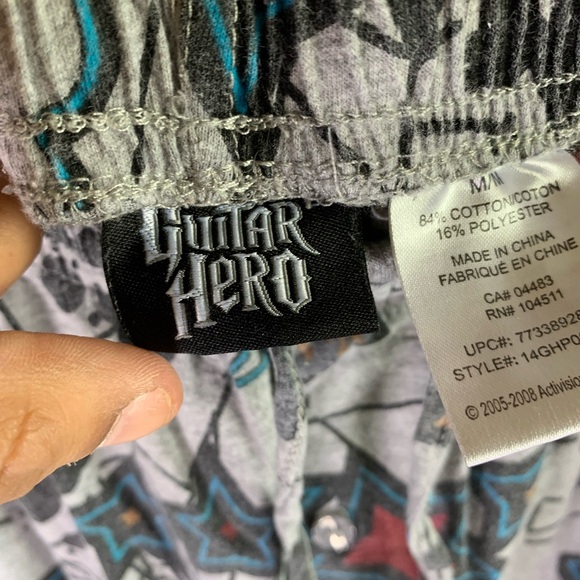 GUITAR
HERO
M/M
84% COTTON/COTON
16% POLYESTER
MADE IN CHINA
FABRIQUÉ EN CHINE
CA# 04483
RN# 104511
UPC#: 77338928
STYLE#: 14GHP0
© 2005-2008 Activision